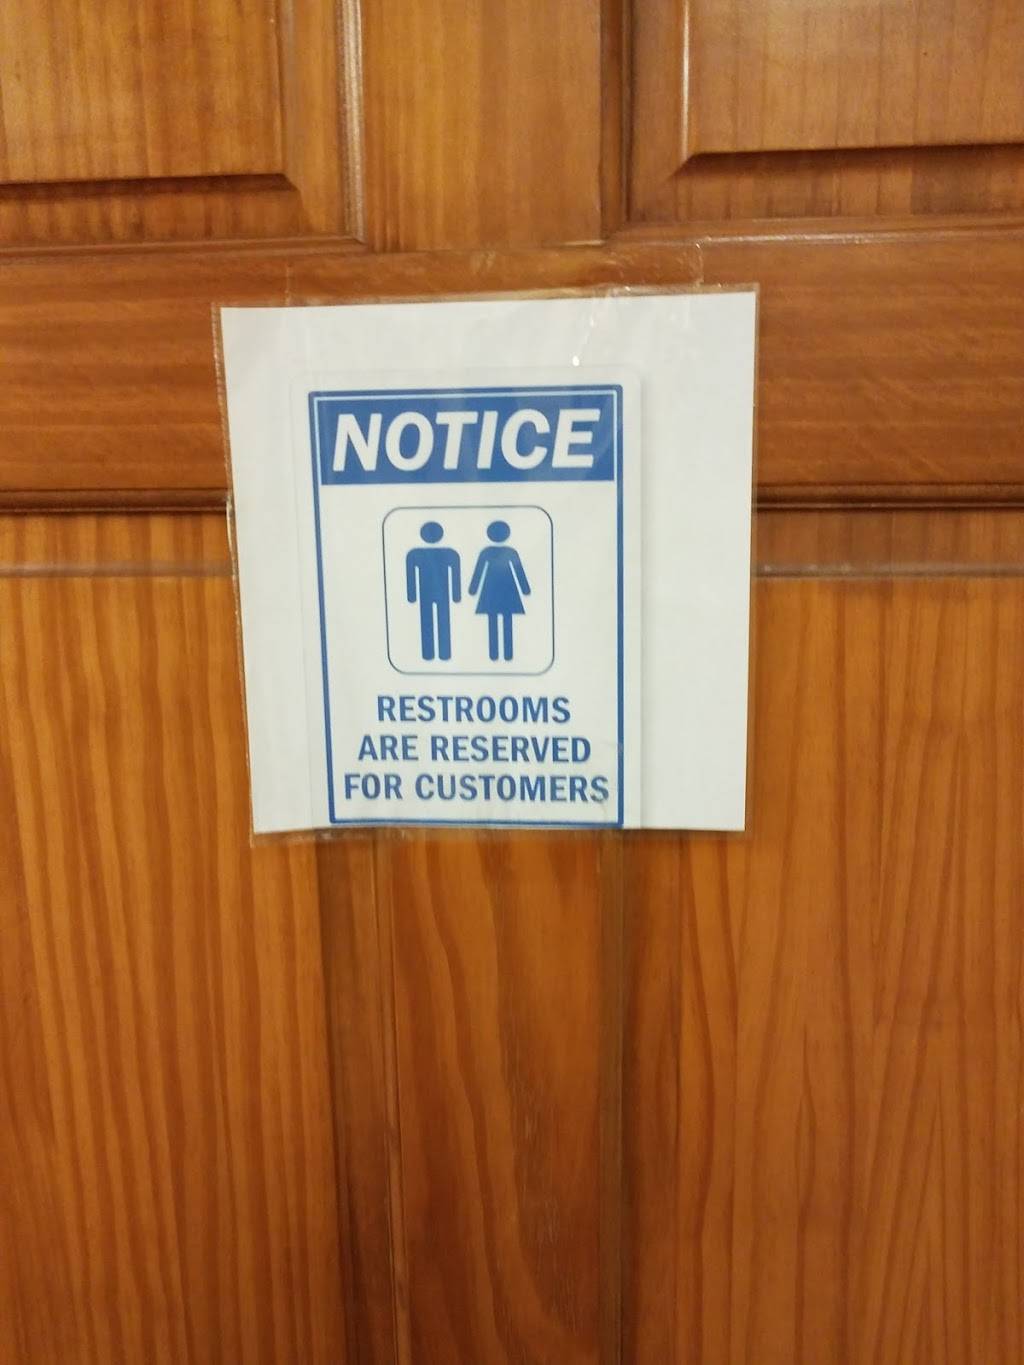 NOTICE
RESTROOMS
ARE RESERVED
FOR CUSTOMERS